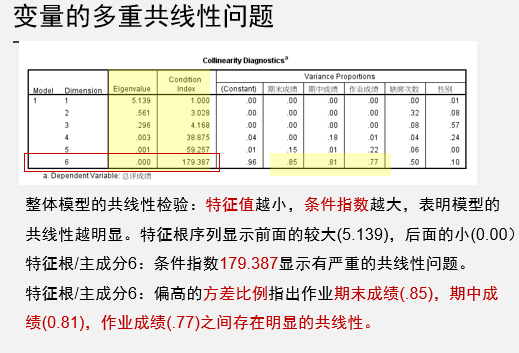 变量的多重共线性问题
Collinearity Diagnosticsa
Variance Proportions
Model Dimension Eigenvalue Condition Index (Constant) 期末成绩 期中成绩 作业成绩 缺席次数 性别
1 1 5.139 1.000 .00 .00 .00 .00 .00 .01
2 .561 3.028 .00 .00 .00 .00 .32 .08
3 .296 4.168 .00 .00 .00 .00 .08 .57
4 .003 38.875 .04 .00 .18 .01 .04 .24
5 .001 59.257 .01 .15 .01 .22 .06 .00
6 .000 179.387 .96 .85 .81 .77 .50 .10
a. Dependent Variable: 总评成绩
整体模型的共线性检验：特征值越小，条件指数越大，表明模型的
共线性越明显。特征根序列显示前面的较大(5.139)，后面的小(0.00）
特征根/主成分6：条件指数179.387显示有严重的共线性问题。
特征根/主成分6：偏高的方差比例指出作业期末成绩(.85)，期中成
绩(0.81)，作业成绩(.77)之间存在明显的共线性。